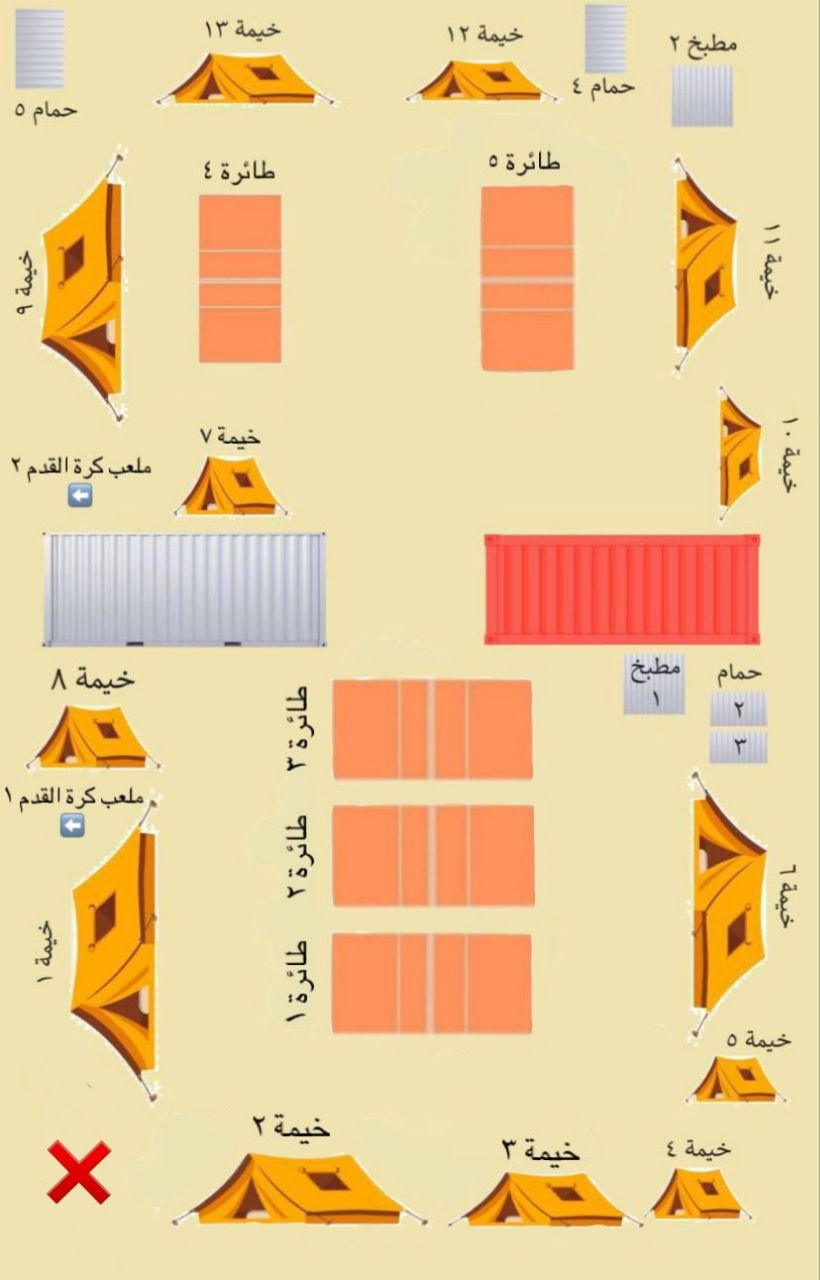 خيمة ١٣
خيمة ١٢
مطبخ ٢
حمام ٤
حمام ٥
طائرة ٤
طائرة ٥
خيمة ٩
خيمة ١١
خيمة ١٠
خيمة ٧
ملعب كرة القدم ٢
خيمة ٨
مطبخ
١
حمام
٢
٣
طائرة ٣
ملعب كرة القدم ١
طائرة ٢
خيمة ٦
خيمة ١
طائرة ١
خيمة ٥
خيمة ٢
خيمة ٣
خيمة ٤